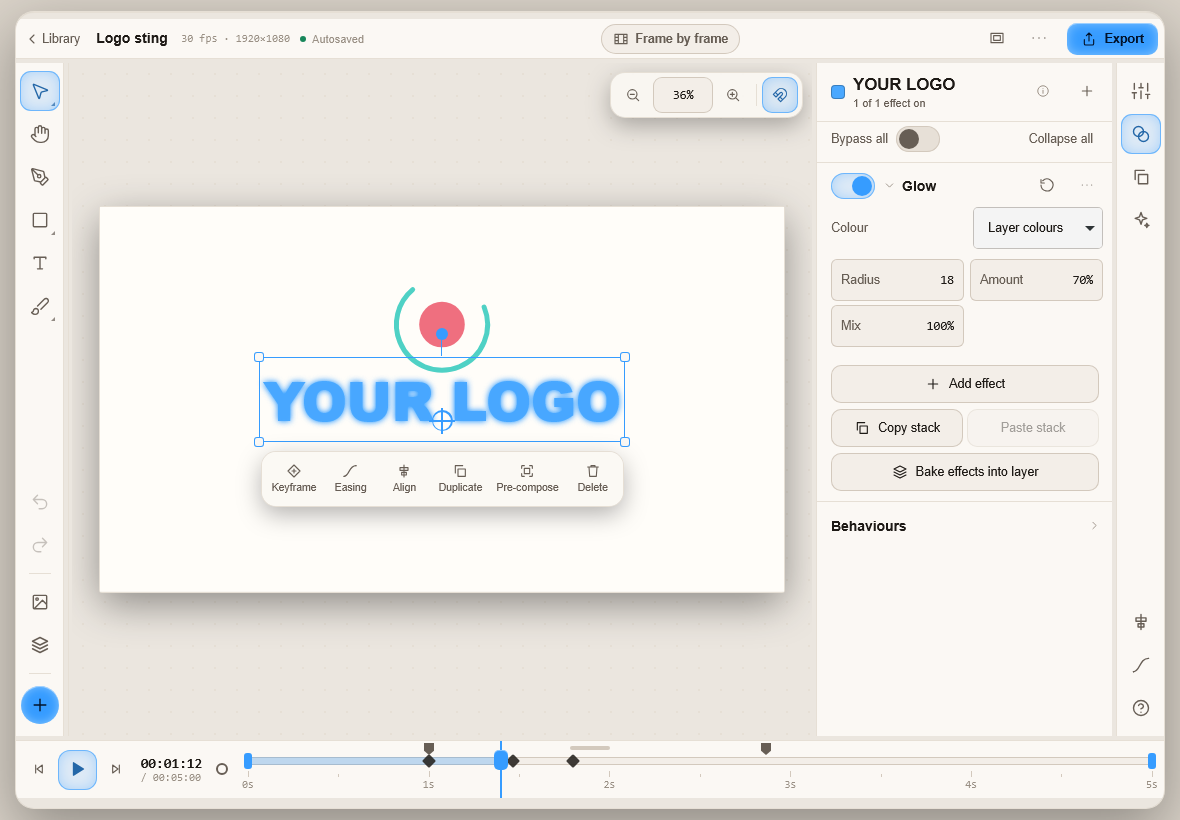 Library
Logo sting
30 fps · 1920×1080
Autosaved
Frame by frame
Export
36%
YOUR LOGO
1 of 1 effect on
Bypass all
Collapse all
Glow
Colour
Layer colours
Radius 18
Amount 70%
Mix 100%
Add effect
Copy stack
Paste stack
Bake effects into layer
Behaviours
YOUR LOGO
Keyframe
Easing
Align
Duplicate
Pre-compose
Delete
00:01:12
/ 00:05:00
0s
1s
2s
3s
4s
5s